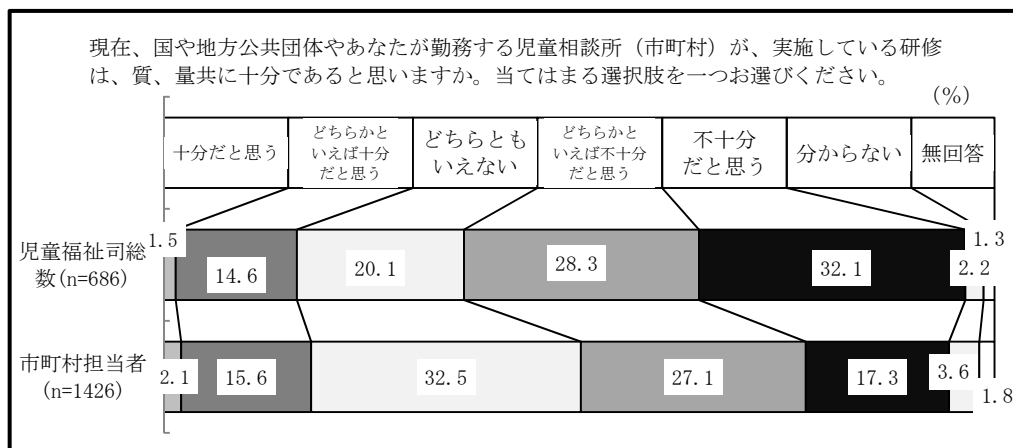 現在、国や地方公共団体やあなたが勤務する児童相談所（市町村）が、実施している研修
は、質、量共に十分であると思いますか。当てはまる選択肢を一つお選びください。
（%）
十分だと思う
どちらかと
いえば十分
だと思う
どちらとも
いえない
どちらかと
いえば不十分
だと思う
不十分
だと思う
分からない
無回答
児童福祉司総
数(n=686)
1.5
14.6
20.1
28.3
32.1
2.2
1.3
市町村担当者
(n=1426)
2.1
15.6
32.5
27.1
17.3
3.6
1.8